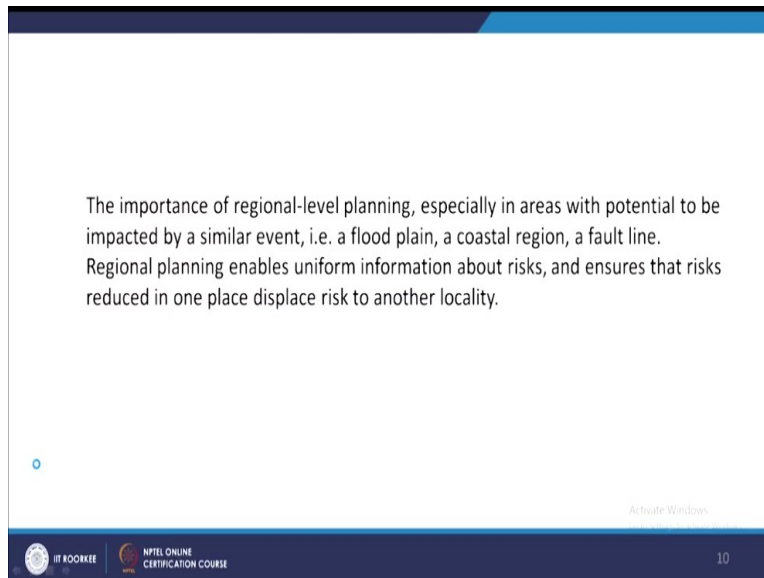 The importance of regional-level planning, especially in areas with potential to be
impacted by a similar event, i.e. a flood plain, a coastal region, a fault line.
Regional planning enables uniform information about risks, and ensures that risks
reduced in one place displace risk to another locality.
Activate Windows
IIT ROORKEE
NPTEL ONLINE
CERTIFICATION COURSE
10